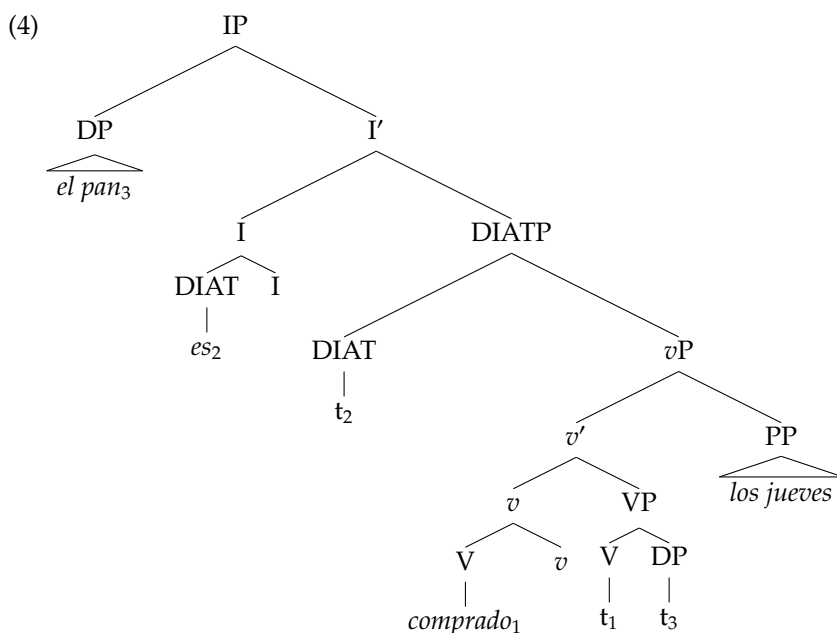 (4) IP
DP I′
el pan₃
I DIATP
DIAT I
es₂ DIAT vP
t₂
v′ PP
los jueves
v VP
V v V DP
comprado₁ t₁ t₃